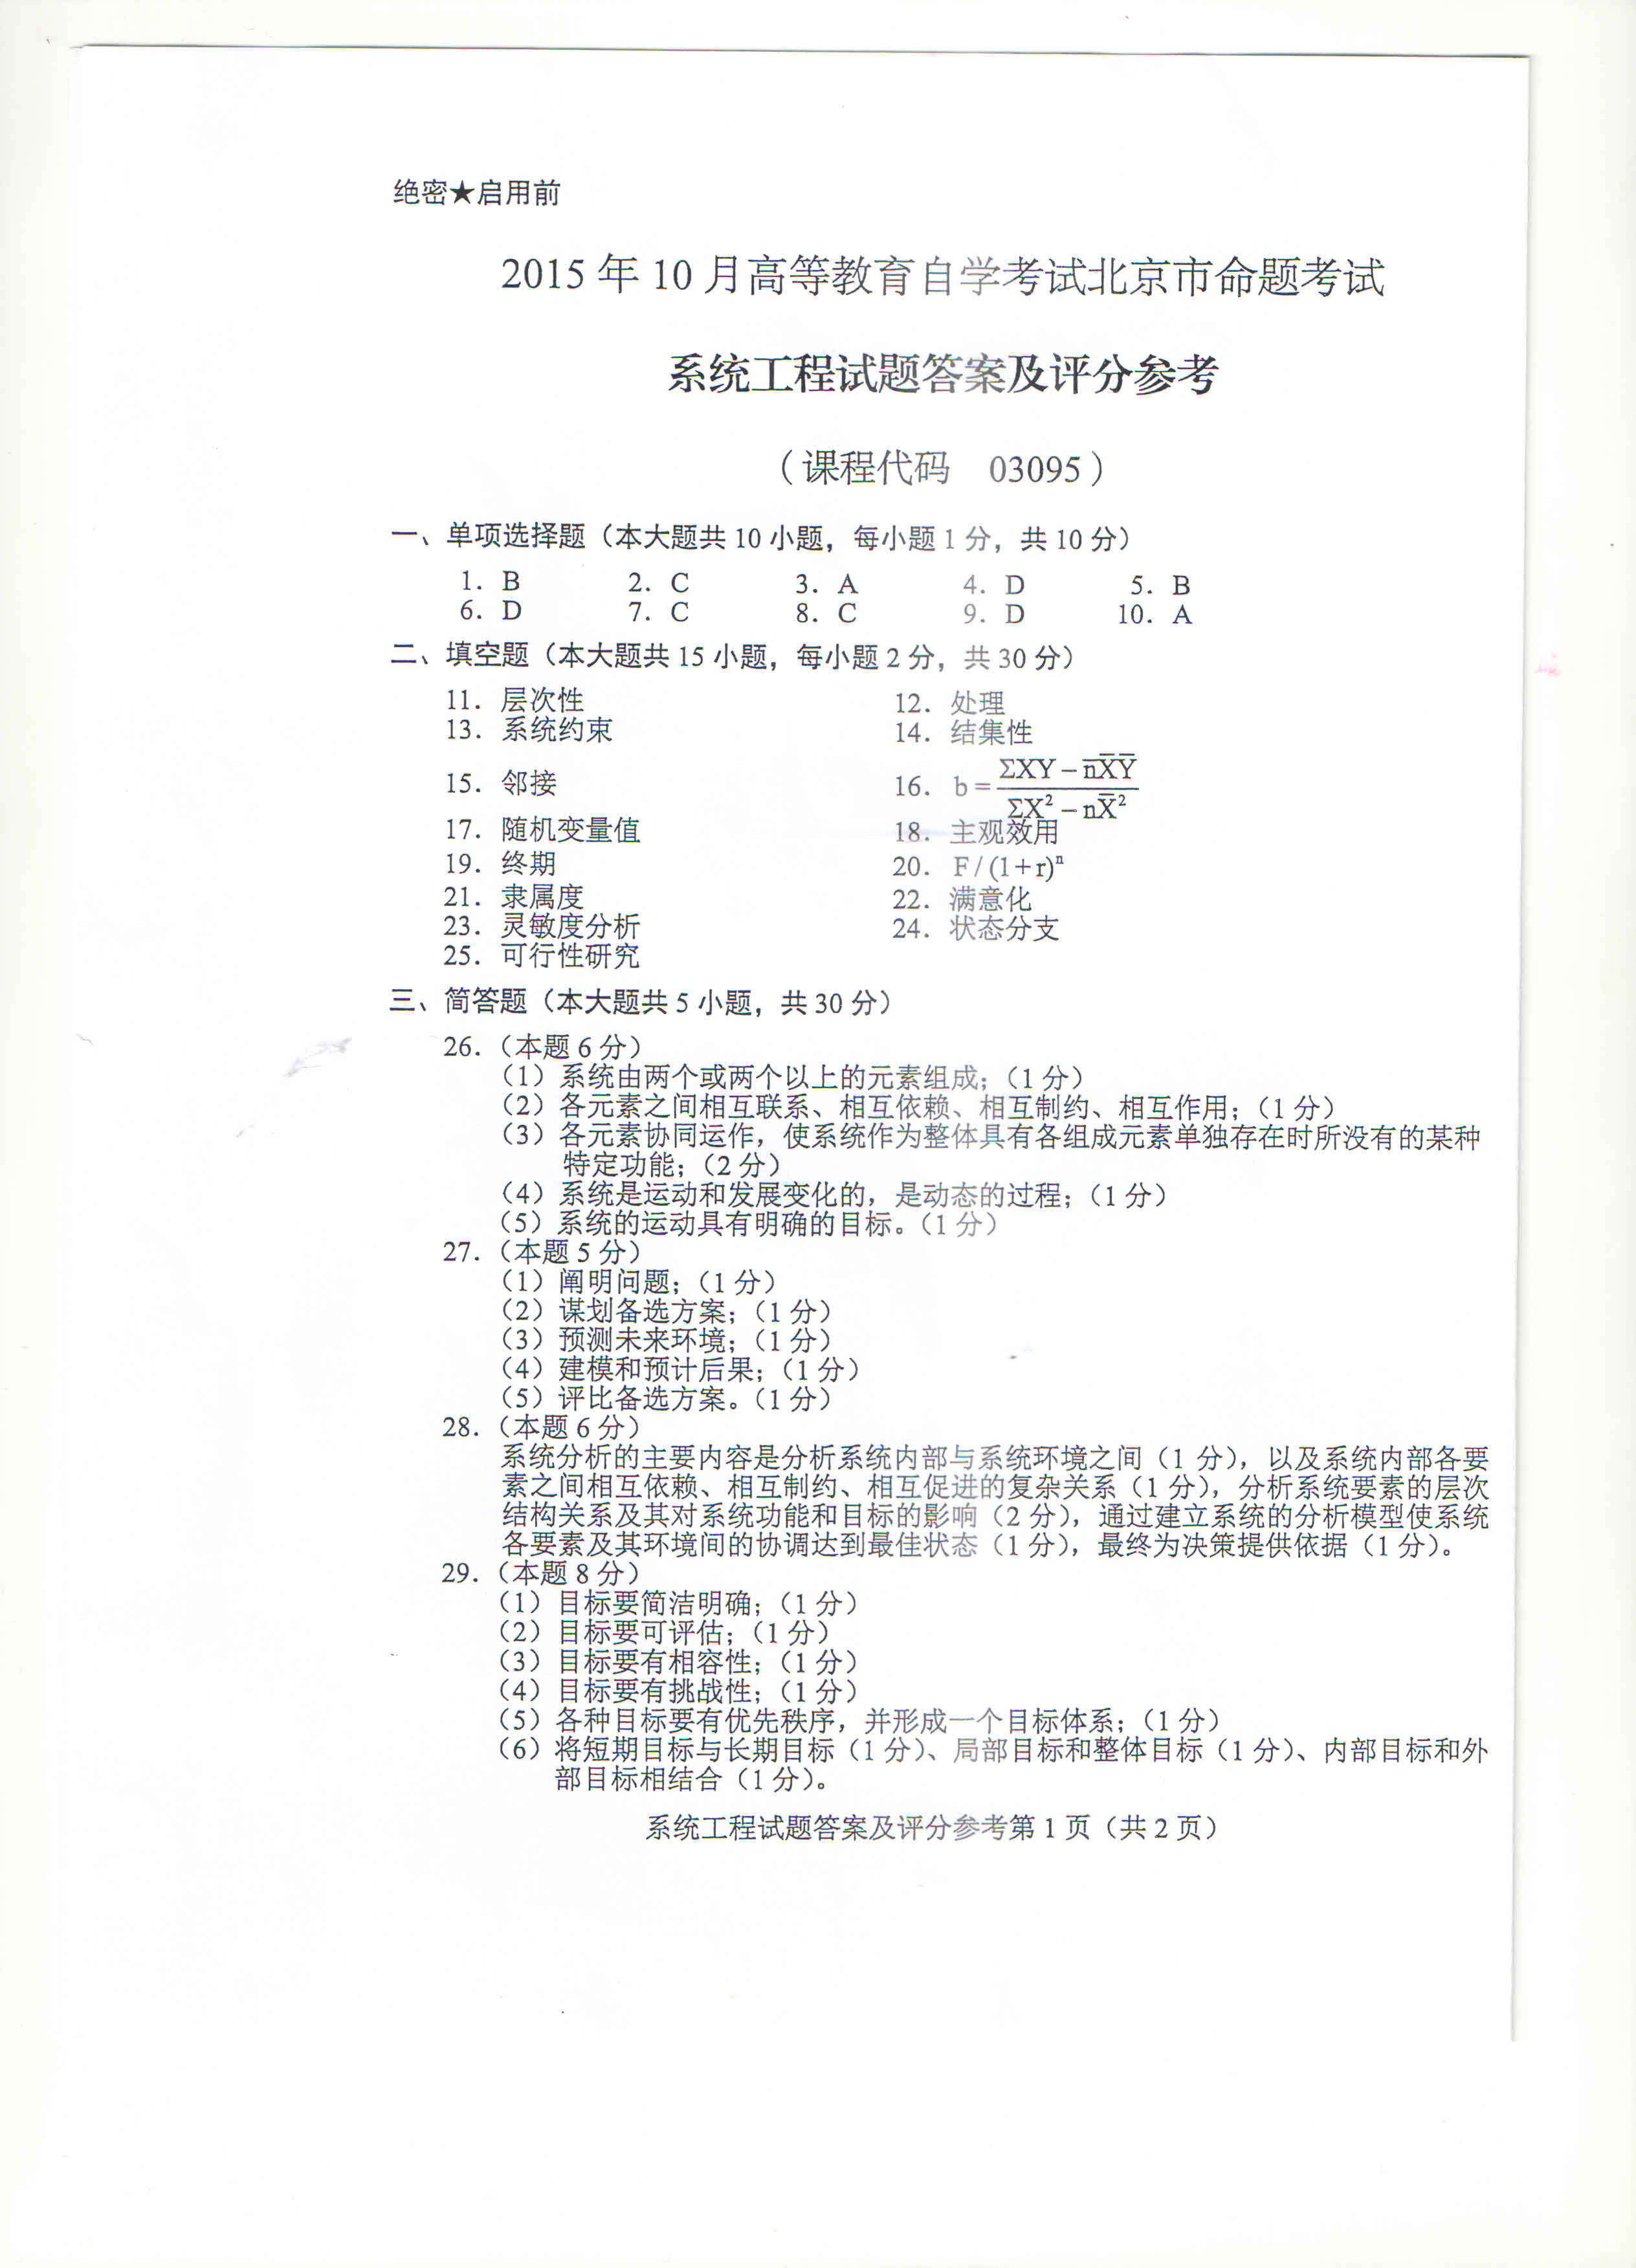 绝密★启用前
2015 年 10 月高等教育自学考试北京市命题考试
系统工程试题答案及评分参考
（课程代码　03095）
一、单项选择题（本大题共 10 小题，每小题 1 分，共 10 分）
1．B　2．C　3．A　4．D　5．B
6．D　7．C　8．C　9．D　10．A
二、填空题（本大题共 15 小题，每小题 2 分，共 30 分）
11．层次性　12．处理
13．系统约束　14．结集性
15．邻接　16．b = (ΣXY − nX̅Y̅) / (ΣX² − nX̅²)
17．随机变量值　18．主观效用
19．终期　20．F/(1+r)ⁿ
21．隶属度　22．满意化
23．灵敏度分析　24．状态分支
25．可行性研究
三、简答题（本大题共 5 小题，共 30 分）
26．（本题 6 分）
（1）系统由两个或两个以上的元素组成；（1 分）
（2）各元素之间相互联系、相互依赖、相互制约、相互作用；（1 分）
（3）各元素协同运作，使系统作为整体具有各组成元素单独存在时所没有的某种
特定功能；（2 分）
（4）系统是运动和发展变化的，是动态的过程；（1 分）
（5）系统的运动具有明确的目标。（1 分）
27．（本题 5 分）
（1）阐明问题；（1 分）
（2）谋划备选方案；（1 分）
（3）预测未来环境；（1 分）
（4）建模和预计后果；（1 分）
（5）评比备选方案。（1 分）
28．（本题 6 分）
系统分析的主要内容是分析系统内部与系统环境之间（1 分），以及系统内部各要
素之间相互依赖、相互制约、相互促进的复杂关系（1 分），分析系统要素的层次
结构关系及其对系统功能和目标的影响（2 分），通过建立系统的分析模型使系统
各要素及其环境间的协调达到最佳状态（1 分），最终为决策提供依据（1 分）。
29．（本题 8 分）
（1）目标要简洁明确；（1 分）
（2）目标要可评估；（1 分）
（3）目标要有相容性；（1 分）
（4）目标要有挑战性；（1 分）
（5）各种目标要有优先秩序，并形成一个目标体系；（1 分）
（6）将短期目标与长期目标（1 分）、局部目标和整体目标（1 分）、内部目标和外
部目标相结合（1 分）。
系统工程试题答案及评分参考第 1 页（共 2 页）